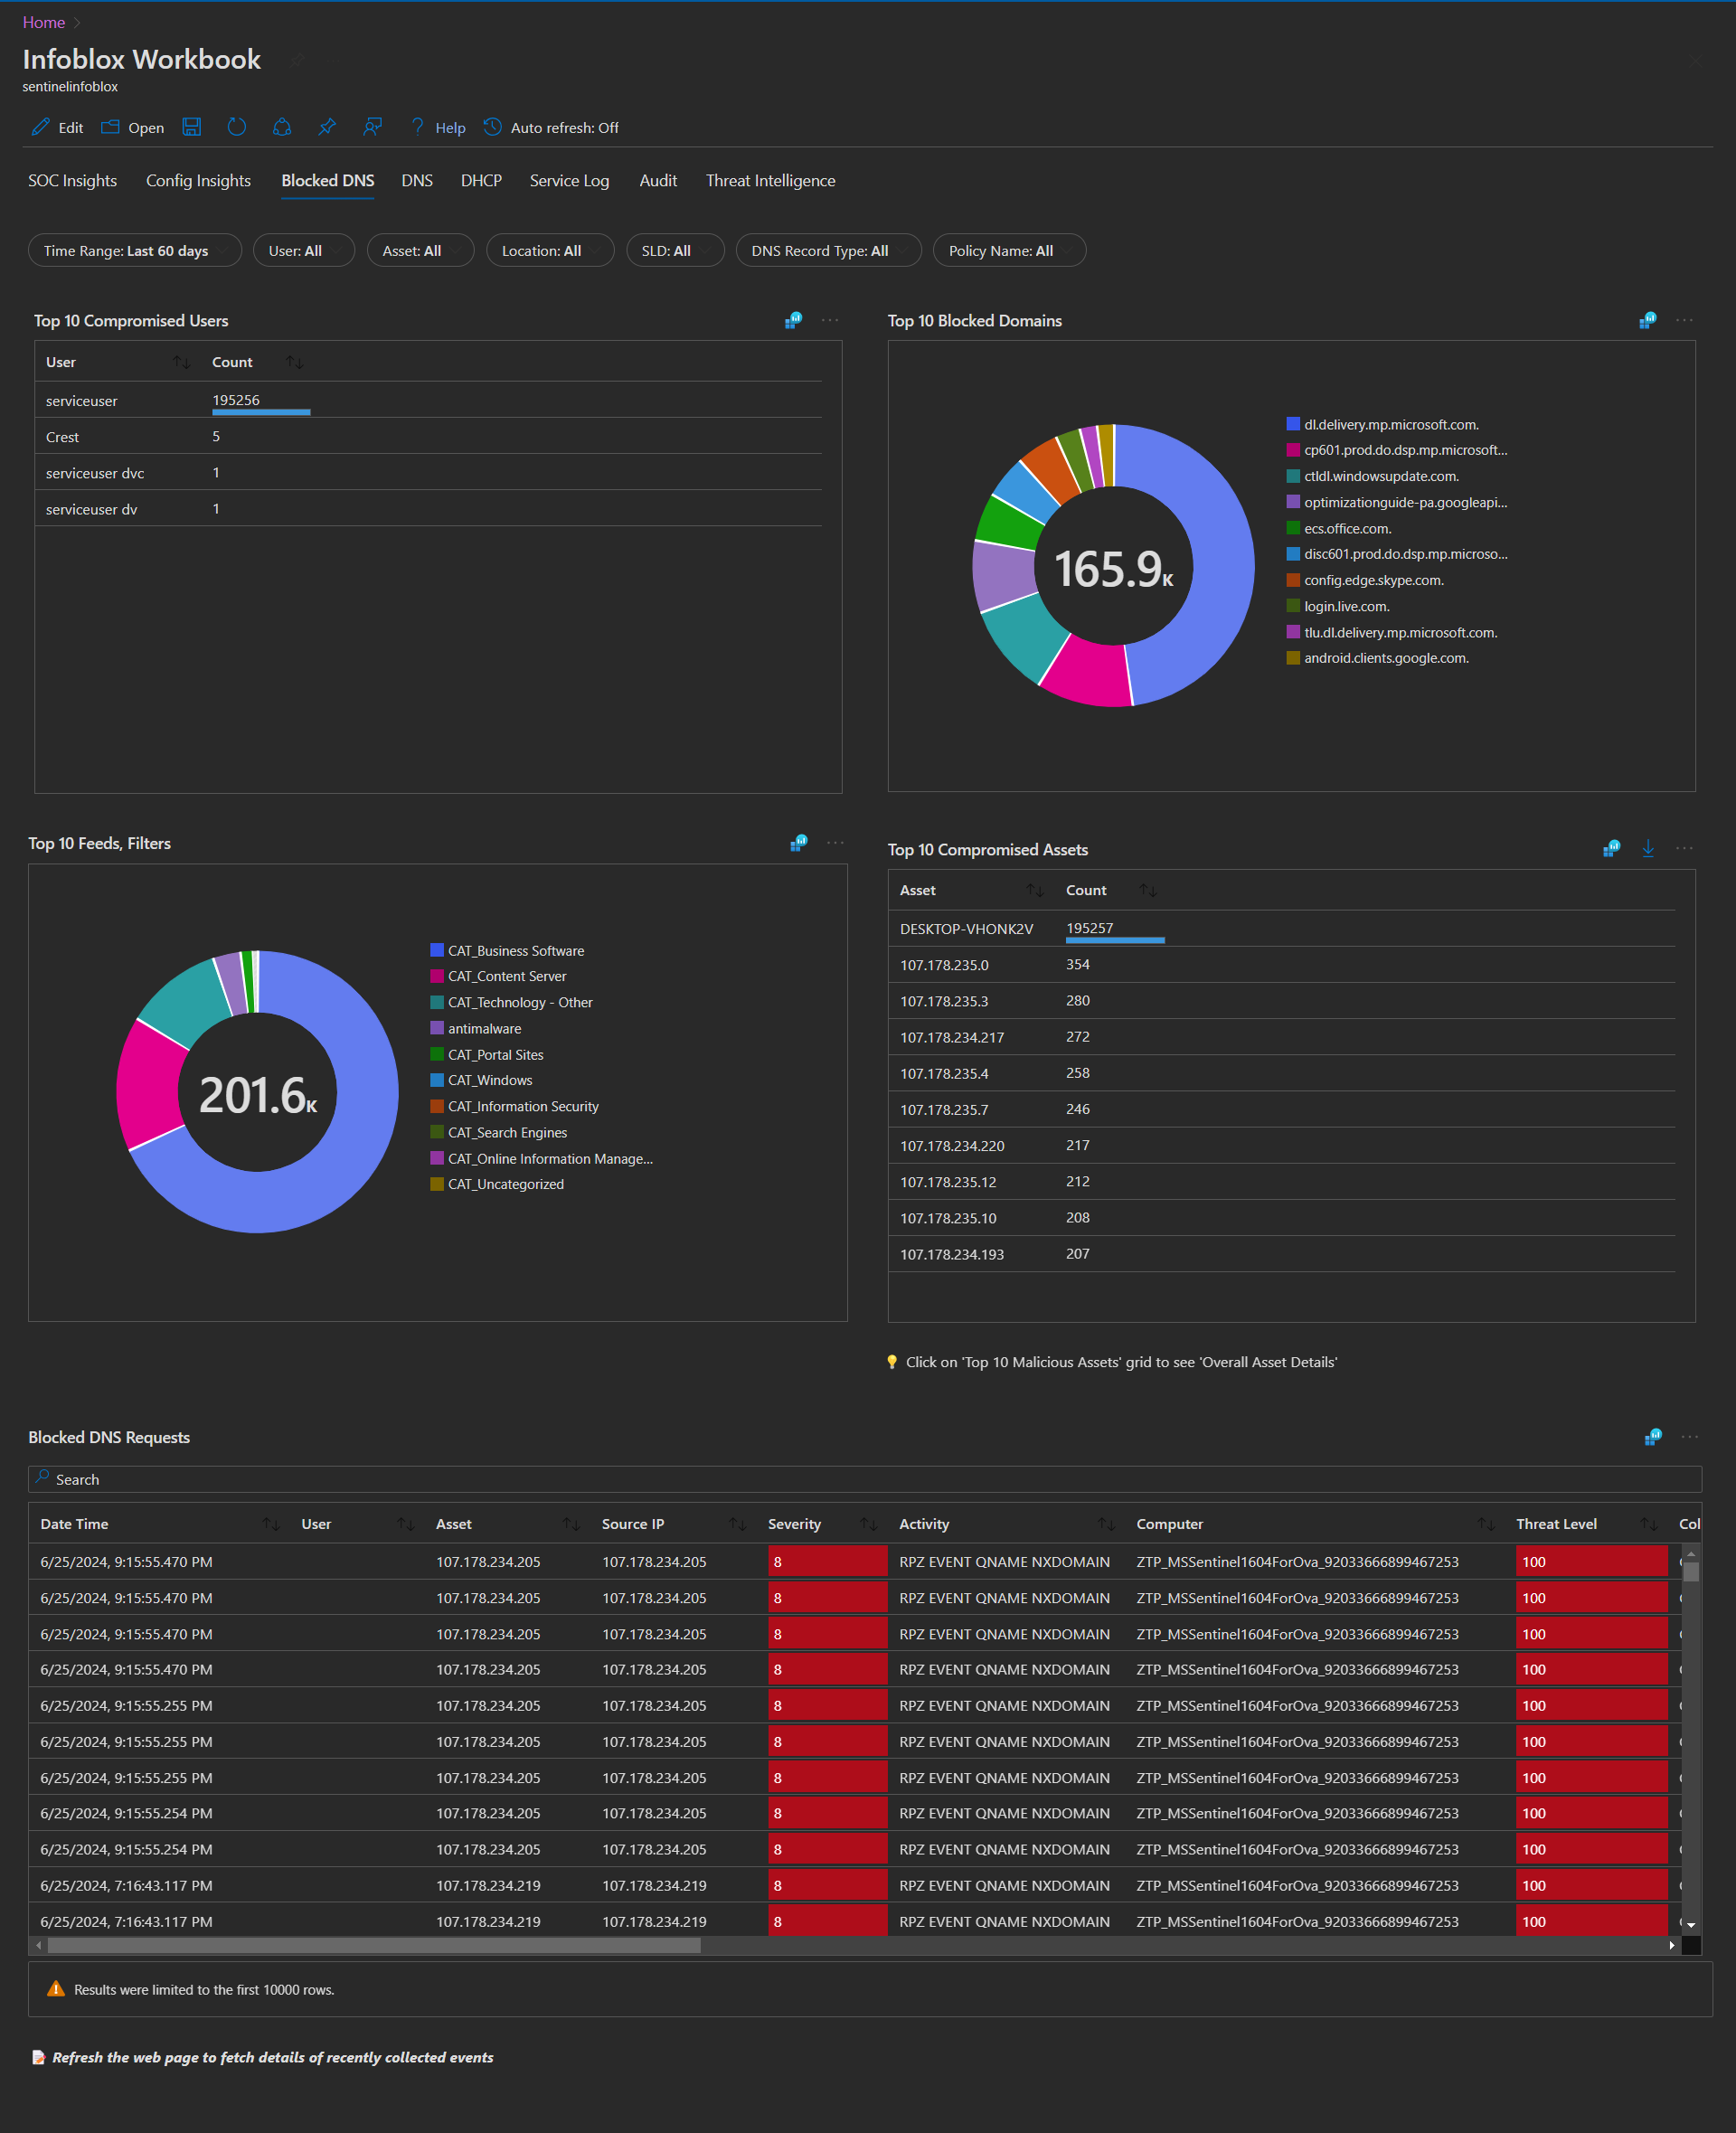 Home
Infoblox Workbook
sentinelinfoblox
Edit Open Help Auto refresh: Off
SOC Insights Config Insights Blocked DNS DNS DHCP Service Log Audit Threat Intelligence
Time Range: Last 60 days User: All Asset: All Location: All SLD: All DNS Record Type: All Policy Name: All
Top 10 Compromised Users
User Count
serviceuser 195256
Crest 5
serviceuser dvc 1
serviceuser dv 1
Top 10 Blocked Domains
165.9K
dl.delivery.mp.microsoft.com.
cp601.prod.do.dsp.mp.microsoft...
ctldl.windowsupdate.com.
optimizationguide-pa.googleapi...
ecs.office.com.
disc601.prod.do.dsp.mp.microso...
config.edge.skype.com.
login.live.com.
tlu.dl.delivery.mp.microsoft.com.
android.clients.google.com.
Top 10 Feeds, Filters
201.6K
CAT_Business Software
CAT_Content Server
CAT_Technology - Other
antimalware
CAT_Portal Sites
CAT_Windows
CAT_Information Security
CAT_Search Engines
CAT_Online Information Manage...
CAT_Uncategorized
Top 10 Compromised Assets
Asset Count
DESKTOP-VHONK2V 195257
107.178.235.0 354
107.178.235.3 280
107.178.234.217 272
107.178.235.4 258
107.178.235.7 246
107.178.234.220 217
107.178.235.12 212
107.178.235.10 208
107.178.234.193 207
Click on 'Top 10 Malicious Assets' grid to see 'Overall Asset Details'
Blocked DNS Requests
Search
Date Time User Asset Source IP Severity Activity Computer Threat Level Col
6/25/2024, 9:15:55.470 PM 107.178.234.205 107.178.234.205 8 RPZ EVENT QNAME NXDOMAIN ZTP_MSSentinel1604ForOva_92033666899467253 100
6/25/2024, 9:15:55.470 PM 107.178.234.205 107.178.234.205 8 RPZ EVENT QNAME NXDOMAIN ZTP_MSSentinel1604ForOva_92033666899467253 100
6/25/2024, 9:15:55.470 PM 107.178.234.205 107.178.234.205 8 RPZ EVENT QNAME NXDOMAIN ZTP_MSSentinel1604ForOva_92033666899467253 100
6/25/2024, 9:15:55.470 PM 107.178.234.205 107.178.234.205 8 RPZ EVENT QNAME NXDOMAIN ZTP_MSSentinel1604ForOva_92033666899467253 100
6/25/2024, 9:15:55.255 PM 107.178.234.205 107.178.234.205 8 RPZ EVENT QNAME NXDOMAIN ZTP_MSSentinel1604ForOva_92033666899467253 100
6/25/2024, 9:15:55.255 PM 107.178.234.205 107.178.234.205 8 RPZ EVENT QNAME NXDOMAIN ZTP_MSSentinel1604ForOva_92033666899467253 100
6/25/2024, 9:15:55.255 PM 107.178.234.205 107.178.234.205 8 RPZ EVENT QNAME NXDOMAIN ZTP_MSSentinel1604ForOva_92033666899467253 100
6/25/2024, 9:15:55.254 PM 107.178.234.205 107.178.234.205 8 RPZ EVENT QNAME NXDOMAIN ZTP_MSSentinel1604ForOva_92033666899467253 100
6/25/2024, 9:15:55.254 PM 107.178.234.205 107.178.234.205 8 RPZ EVENT QNAME NXDOMAIN ZTP_MSSentinel1604ForOva_92033666899467253 100
6/25/2024, 7:16:43.117 PM 107.178.234.219 107.178.234.219 8 RPZ EVENT QNAME NXDOMAIN ZTP_MSSentinel1604ForOva_92033666899467253 100
6/25/2024, 7:16:43.117 PM 107.178.234.219 107.178.234.219 8 RPZ EVENT QNAME NXDOMAIN ZTP_MSSentinel1604ForOva_92033666899467253 100
Results were limited to the first 10000 rows.
Refresh the web page to fetch details of recently collected events